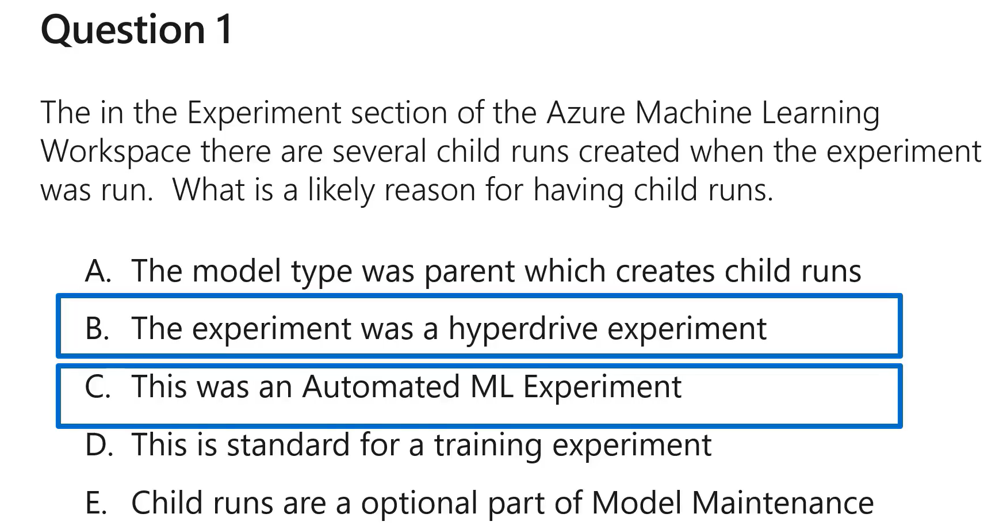 Question 1
The in the Experiment section of the Azure Machine Learning
Workspace there are several child runs created when the experiment
was run.  What is a likely reason for having child runs.
A. The model type was parent which creates child runs
B. The experiment was a hyperdrive experiment
C. This was an Automated ML Experiment
D. This is standard for a training experiment
E. Child runs are a optional part of Model Maintenance